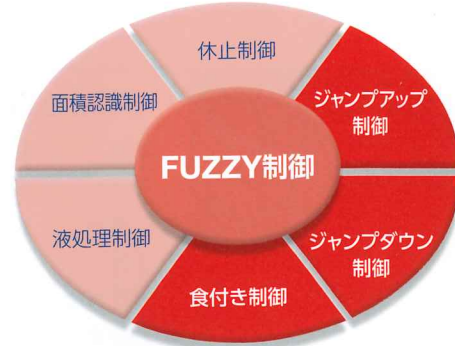 休止制御
面積認識制御
ジャンプアップ
制御
FUZZY制御
液処理制御
ジャンプダウン
制御
食付き制御